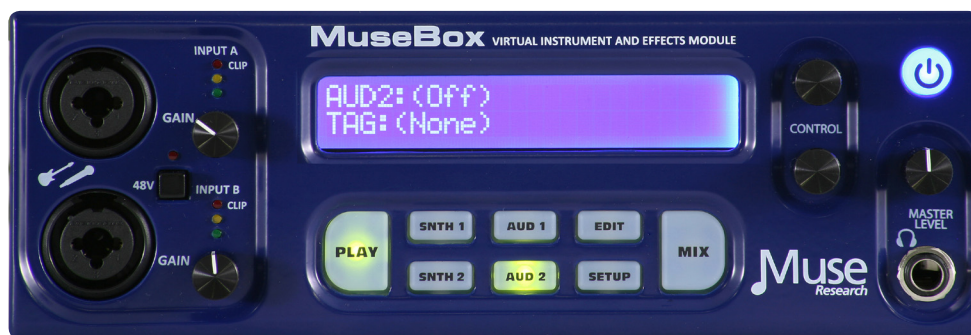 INPUT A
CLIP
GAIN
48V
INPUT B
CLIP
GAIN
MuseBox VIRTUAL INSTRUMENT AND EFFECTS MODULE
AUD2:(Off)
TAG:(None)
PLAY
SNTH 1
AUD 1
EDIT
SNTH 2
AUD 2
SETUP
MIX
CONTROL
MASTER
LEVEL
Muse
Research